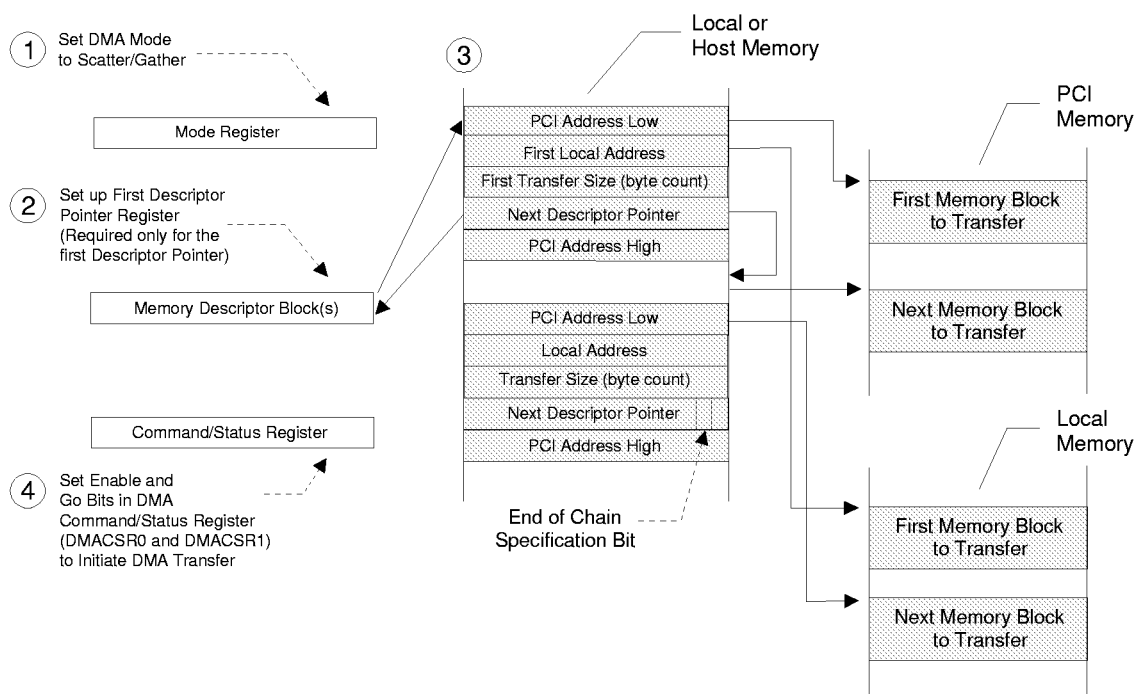 1
Set DMA Mode
to Scatter/Gather
Mode Register
2
Set up First Descriptor
Pointer Register
(Required only for the
first Descriptor Pointer)
Memory Descriptor Block(s)
Command/Status Register
4
Set Enable and
Go Bits in DMA
Command/Status Register
(DMACSR0 and DMACSR1)
to Initiate DMA Transfer
3
Local or
Host Memory
PCI Address Low
First Local Address
First Transfer Size (byte count)
Next Descriptor Pointer
PCI Address High
PCI Address Low
Local Address
Transfer Size (byte count)
Next Descriptor Pointer
PCI Address High
End of Chain
Specification Bit
PCI
Memory
First Memory Block
to Transfer
Next Memory Block
to Transfer
Local
Memory
First Memory Block
to Transfer
Next Memory Block
to Transfer